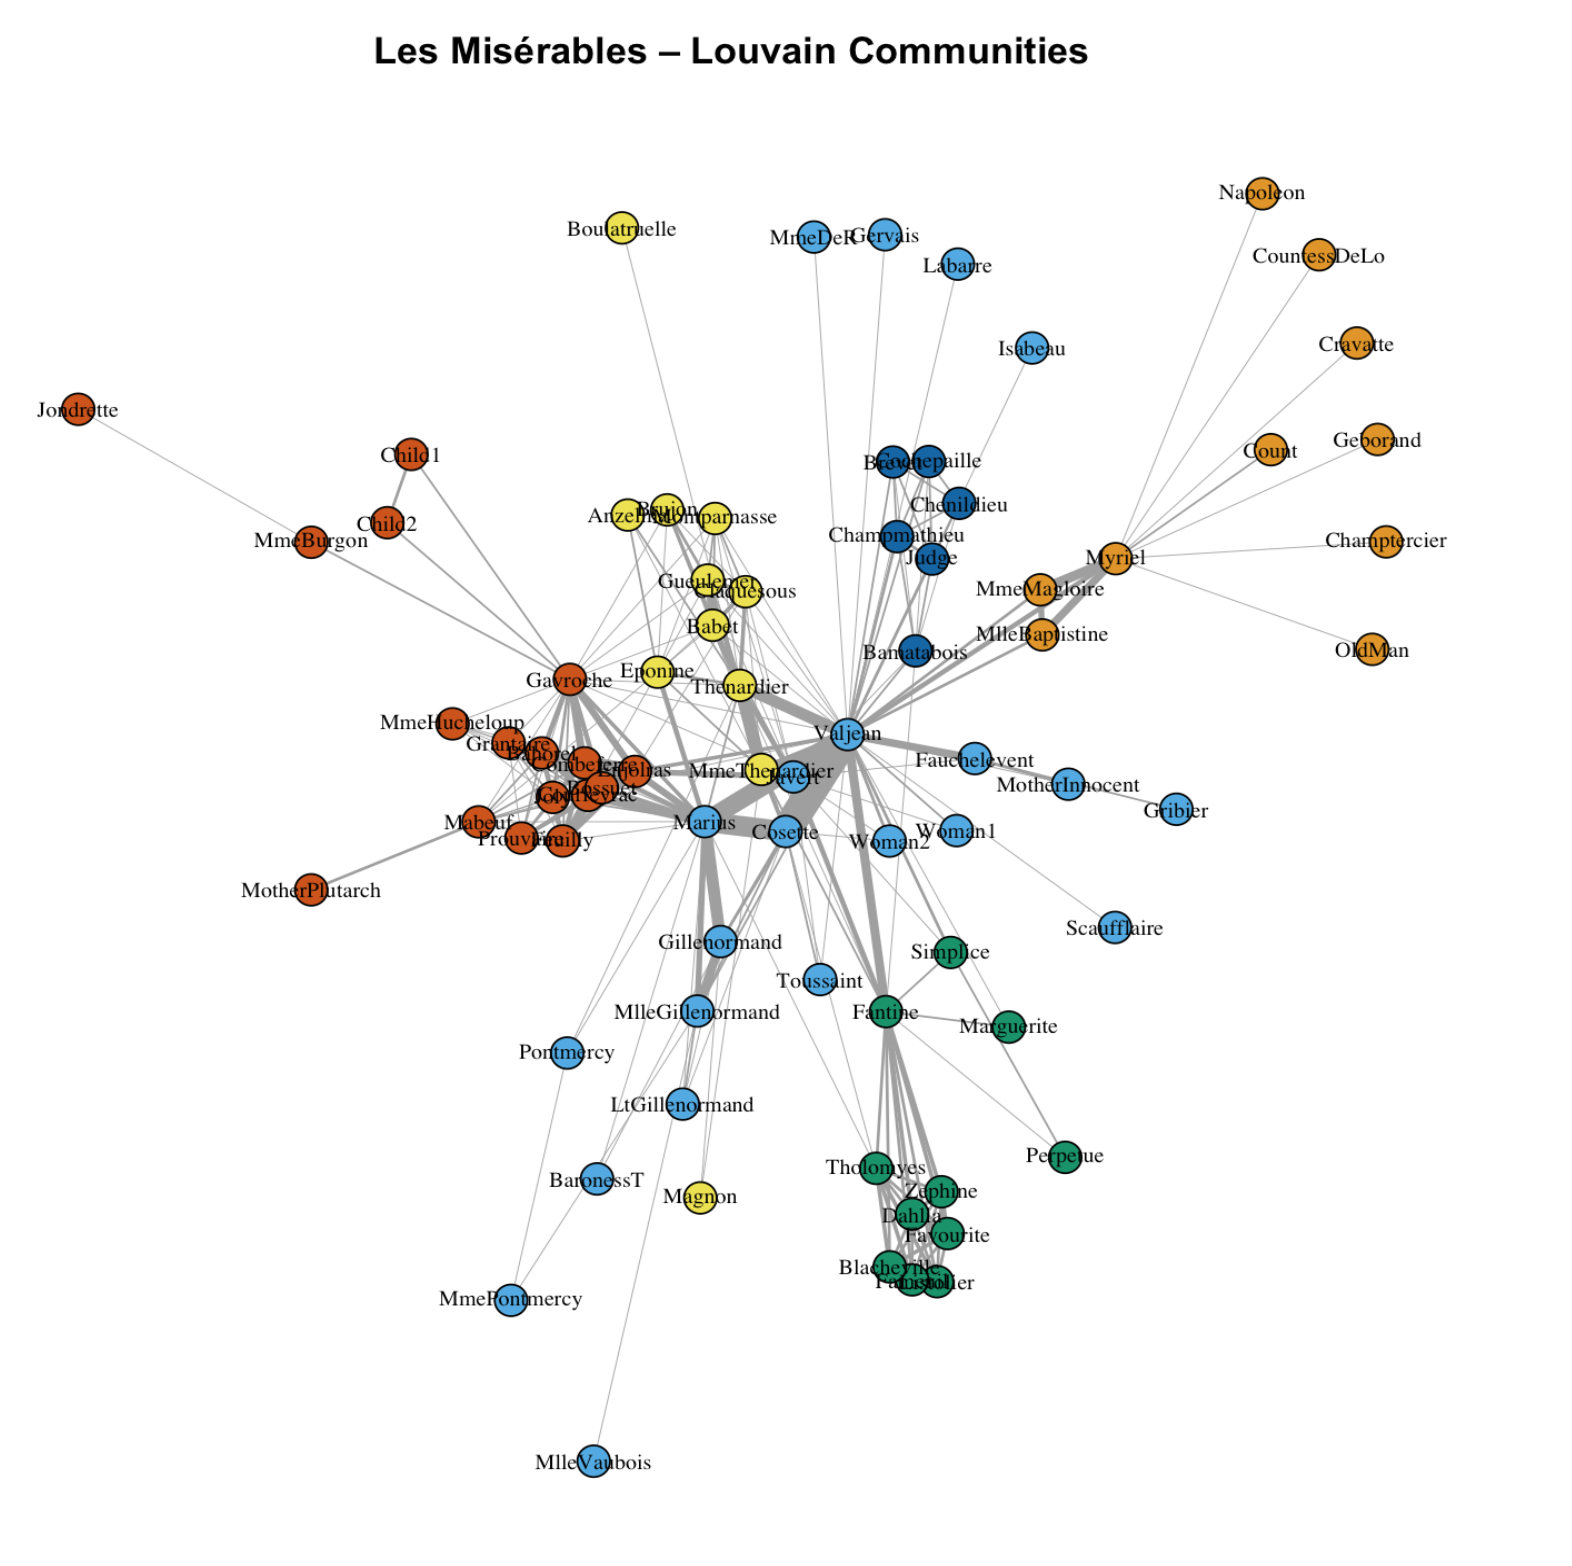 Les Misérables – Louvain Communities
Napoleon
Boulatruelle
MmeDeR
Gervais
CountessDeLo
Labarre
Cravatte
Isabeau
Jondrette
Geborand
Child1
Count
Brevet
Cochepaille
Chenildieu
Anzelma
Brujon
Montparnasse
Child2
Champmathieu
MmeBurgon
Champtercier
Judge
Myriel
Gueulemer
Claquesous
MmeMagloire
Babet
MlleBaptistine
Bamatabois
OldMan
Eponine
Gavroche
Thenardier
MmeHucheloup
Valjean
Grantaire
Bahorel
Combeferre
Enjolras
Fauchelevent
MmeThenardier
Javert
MotherInnocent
Bossuet
Joly
Courfeyrac
Gribier
Mabeuf
Marius
Cosette
Woman1
Woman2
Prouvaire
Feuilly
MotherPlutarch
Scaufflaire
Gillenormand
Simplice
Toussaint
MlleGillenormand
Fantine
Marguerite
Pontmercy
LtGillenormand
Perpetue
Tholomyes
BaronessT
Zephine
Magnon
Dahlia
Favourite
Blacheville
Fameuil
Listolier
MmePontmercy
MlleVaubois